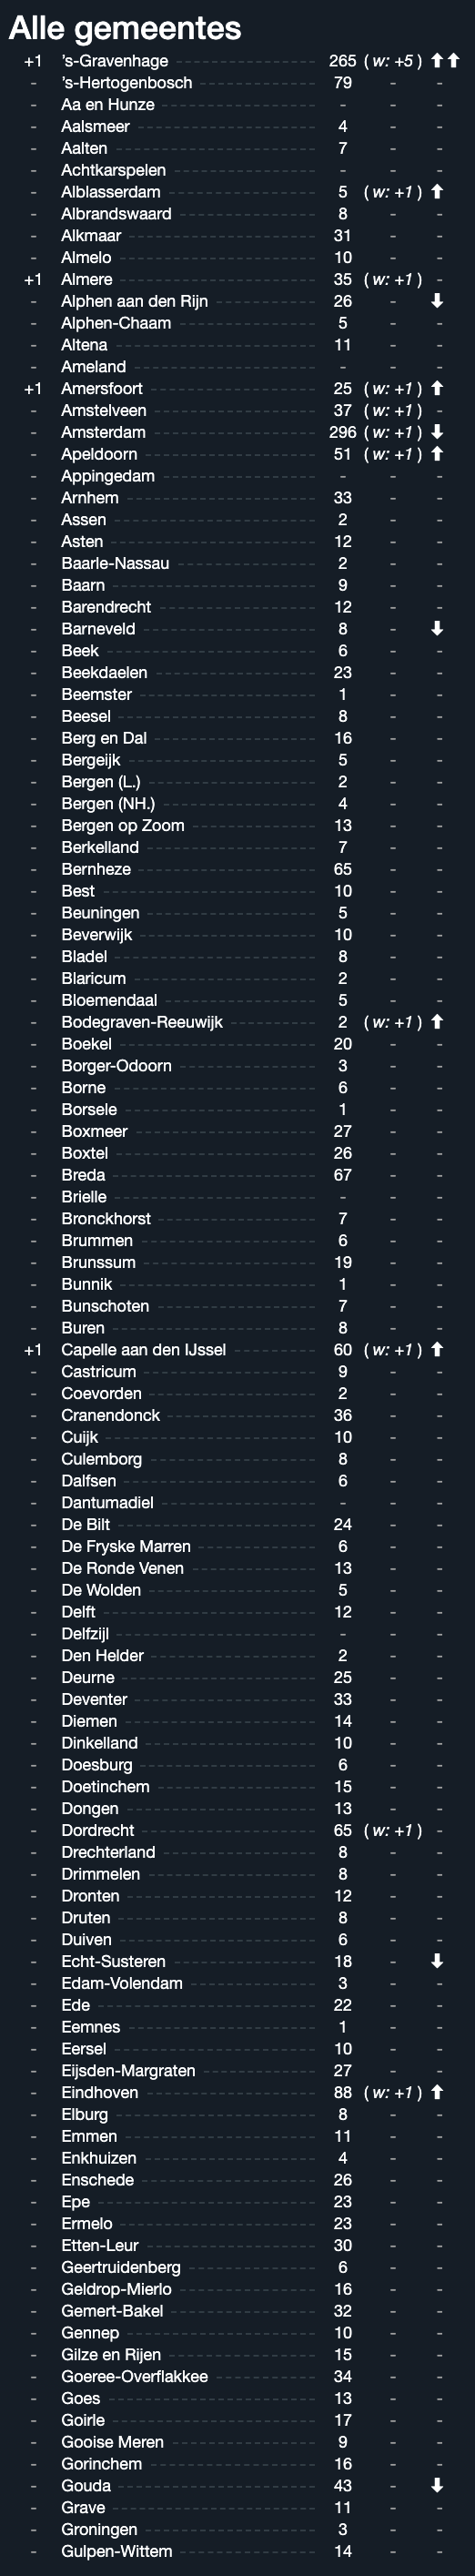 Alle gemeentes
+1 ’s-Gravenhage 265 ( w: +5 ) ⬆⬆
- ’s-Hertogenbosch 79 - -
- Aa en Hunze - - -
- Aalsmeer 4 - -
- Aalten 7 - -
- Achtkarspelen - - -
- Alblasserdam 5 ( w: +1 ) ⬆
- Albrandswaard 8 - -
- Alkmaar 31 - -
- Almelo 10 - -
+1 Almere 35 ( w: +1 ) -
- Alphen aan den Rijn 26 - ⬇
- Alphen-Chaam 5 - -
- Altena 11 - -
- Ameland - - -
+1 Amersfoort 25 ( w: +1 ) ⬆
- Amstelveen 37 ( w: +1 ) -
- Amsterdam 296 ( w: +1 ) ⬇
- Apeldoorn 51 ( w: +1 ) ⬆
- Appingedam - - -
- Arnhem 33 - -
- Assen 2 - -
- Asten 12 - -
- Baarle-Nassau 2 - -
- Baarn 9 - -
- Barendrecht 12 - -
- Barneveld 8 - ⬇
- Beek 6 - -
- Beekdaelen 23 - -
- Beemster 1 - -
- Beesel 8 - -
- Berg en Dal 16 - -
- Bergeijk 5 - -
- Bergen (L.) 2 - -
- Bergen (NH.) 4 - -
- Bergen op Zoom 13 - -
- Berkelland 7 - -
- Bernheze 65 - -
- Best 10 - -
- Beuningen 5 - -
- Beverwijk 10 - -
- Bladel 8 - -
- Blaricum 2 - -
- Bloemendaal 5 - -
- Bodegraven-Reeuwijk 2 ( w: +1 ) ⬆
- Boekel 20 - -
- Borger-Odoorn 3 - -
- Borne 6 - -
- Borsele 1 - -
- Boxmeer 27 - -
- Boxtel 26 - -
- Breda 67 - -
- Brielle - - -
- Bronckhorst 7 - -
- Brummen 6 - -
- Brunssum 19 - -
- Bunnik 1 - -
- Bunschoten 7 - -
- Buren 8 - -
+1 Capelle aan den IJssel 60 ( w: +1 ) ⬆
- Castricum 9 - -
- Coevorden 2 - -
- Cranendonck 36 - -
- Cuijk 10 - -
- Culemborg 8 - -
- Dalfsen 6 - -
- Dantumadiel - - -
- De Bilt 24 - -
- De Fryske Marren 6 - -
- De Ronde Venen 13 - -
- De Wolden 5 - -
- Delft 12 - -
- Delfzijl - - -
- Den Helder 2 - -
- Deurne 25 - -
- Deventer 33 - -
- Diemen 14 - -
- Dinkelland 10 - -
- Doesburg 6 - -
- Doetinchem 15 - -
- Dongen 13 - -
- Dordrecht 65 ( w: +1 ) -
- Drechterland 8 - -
- Drimmelen 8 - -
- Dronten 12 - -
- Druten 8 - -
- Duiven 6 - -
- Echt-Susteren 18 - ⬇
- Edam-Volendam 3 - -
- Ede 22 - -
- Eemnes 1 - -
- Eersel 10 - -
- Eijsden-Margraten 27 - -
- Eindhoven 88 ( w: +1 ) ⬆
- Elburg 8 - -
- Emmen 11 - -
- Enkhuizen 4 - -
- Enschede 26 - -
- Epe 23 - -
- Ermelo 23 - -
- Etten-Leur 30 - -
- Geertruidenberg 6 - -
- Geldrop-Mierlo 16 - -
- Gemert-Bakel 32 - -
- Gennep 10 - -
- Gilze en Rijen 15 - -
- Goeree-Overflakkee 34 - -
- Goes 13 - -
- Goirle 17 - -
- Gooise Meren 9 - -
- Gorinchem 16 - -
- Gouda 43 - ⬇
- Grave 11 - -
- Groningen 3 - -
- Gulpen-Wittem 14 - -